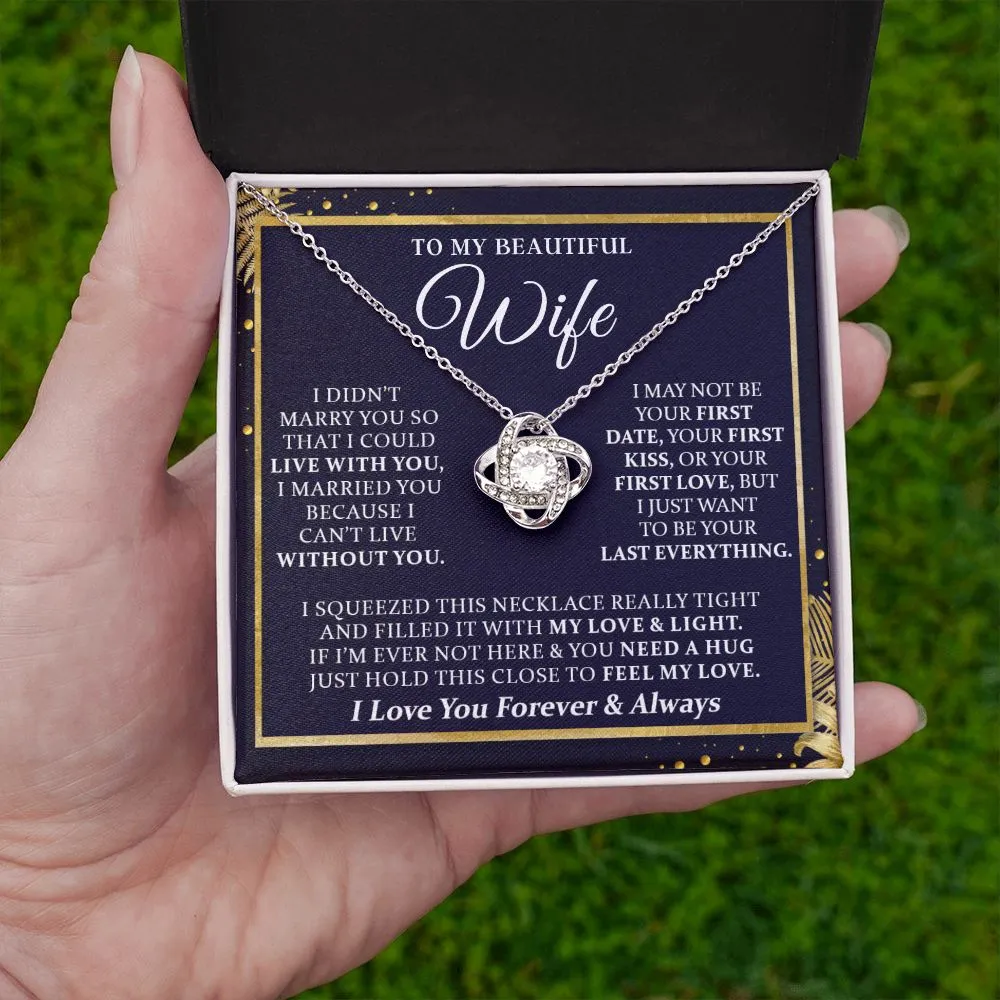 TO MY BEAUTIFUL
Wife
I DIDN'T
MARRY YOU SO
THAT I COULD
LIVE WITH YOU,
I MARRIED YOU
BECAUSE I
CAN'T LIVE
WITHOUT YOU.
I MAY NOT BE
YOUR FIRST
DATE, YOUR FIRST
KISS, OR YOUR
FIRST LOVE, BUT
I JUST WANT
TO BE YOUR
LAST EVERYTHING.
I SQUEEZED THIS NECKLACE REALLY TIGHT
AND FILLED IT WITH MY LOVE & LIGHT.
IF I'M EVER NOT HERE & YOU NEED A HUG
JUST HOLD THIS CLOSE TO FEEL MY LOVE.
I Love You Forever & Always